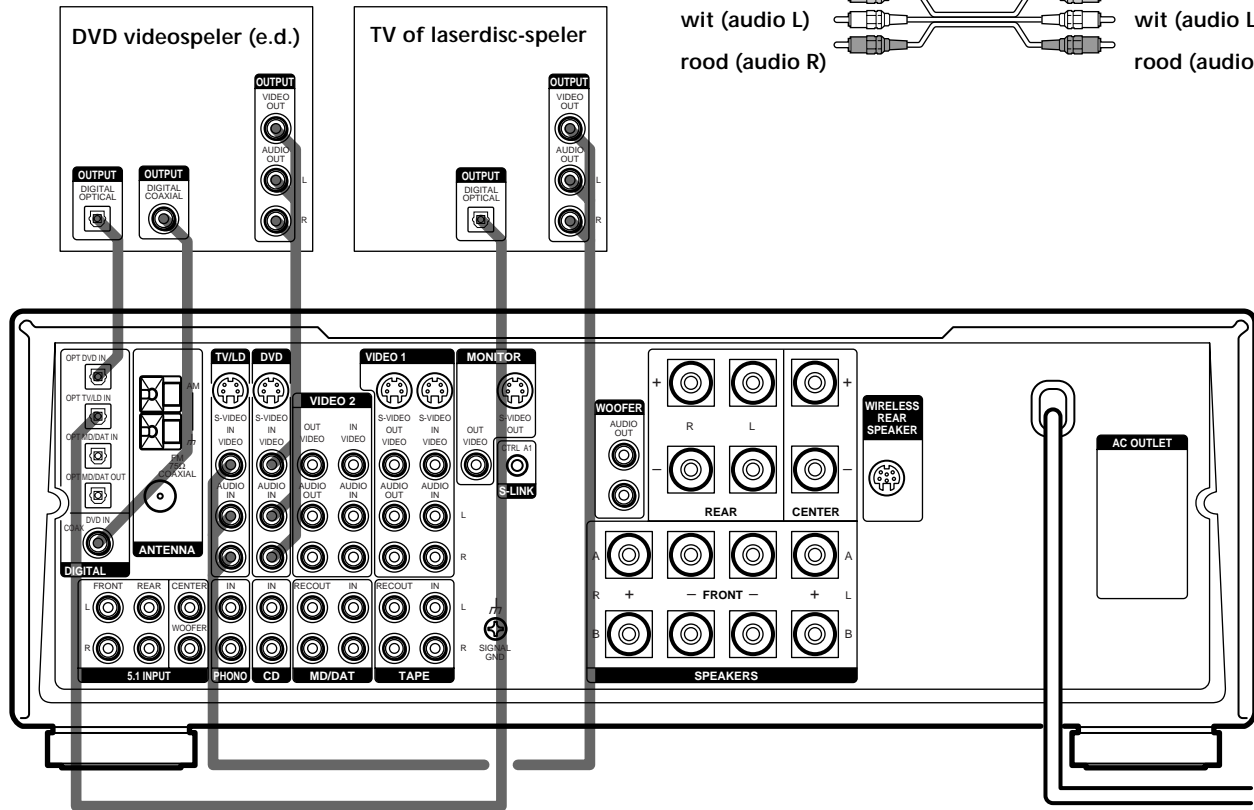 wit (audio L)
wit (audio L
rood (audio R)
rood (audio
DVD videospeler (e.d.)
TV of laserdisc-speler
OUTPUT
VIDEO
OUT
AUDIO
OUT
L
R
OUTPUT
DIGITAL
OPTICAL
OUTPUT
DIGITAL
COAXIAL
OUTPUT
VIDEO
OUT
AUDIO
OUT
L
R
OUTPUT
DIGITAL
OPTICAL
OPT DVD IN
OPT TV/LD IN
OPT MD/DAT IN
OPT MD/DAT OUT
DVD IN
COAX
DIGITAL
AM
FM
75Ω
COAXIAL
ANTENNA
TV/LD
DVD
VIDEO 1
MONITOR
S-VIDEO
IN
VIDEO
AUDIO
IN
S-VIDEO
IN
VIDEO
AUDIO
IN
VIDEO 2
OUT
VIDEO
AUDIO
OUT
IN
VIDEO
AUDIO
IN
S-VIDEO
OUT
VIDEO
AUDIO
OUT
S-VIDEO
IN
VIDEO
AUDIO
IN
OUT
VIDEO
S-VIDEO
OUT
CTRL A1
S-LINK
L
R
FRONT
REAR
CENTER
WOOFER
L
R
5.1 INPUT
IN
PHONO
IN
CD
RECOUT
IN
MD/DAT
RECOUT
IN
TAPE
L
R
SIGNAL
GND
WOOFER
AUDIO
OUT
+
R
L
+
–
–
REAR
CENTER
A
A
R
+
– FRONT –
+
L
B
B
SPEAKERS
WIRELESS
REAR
SPEAKER
AC OUTLET